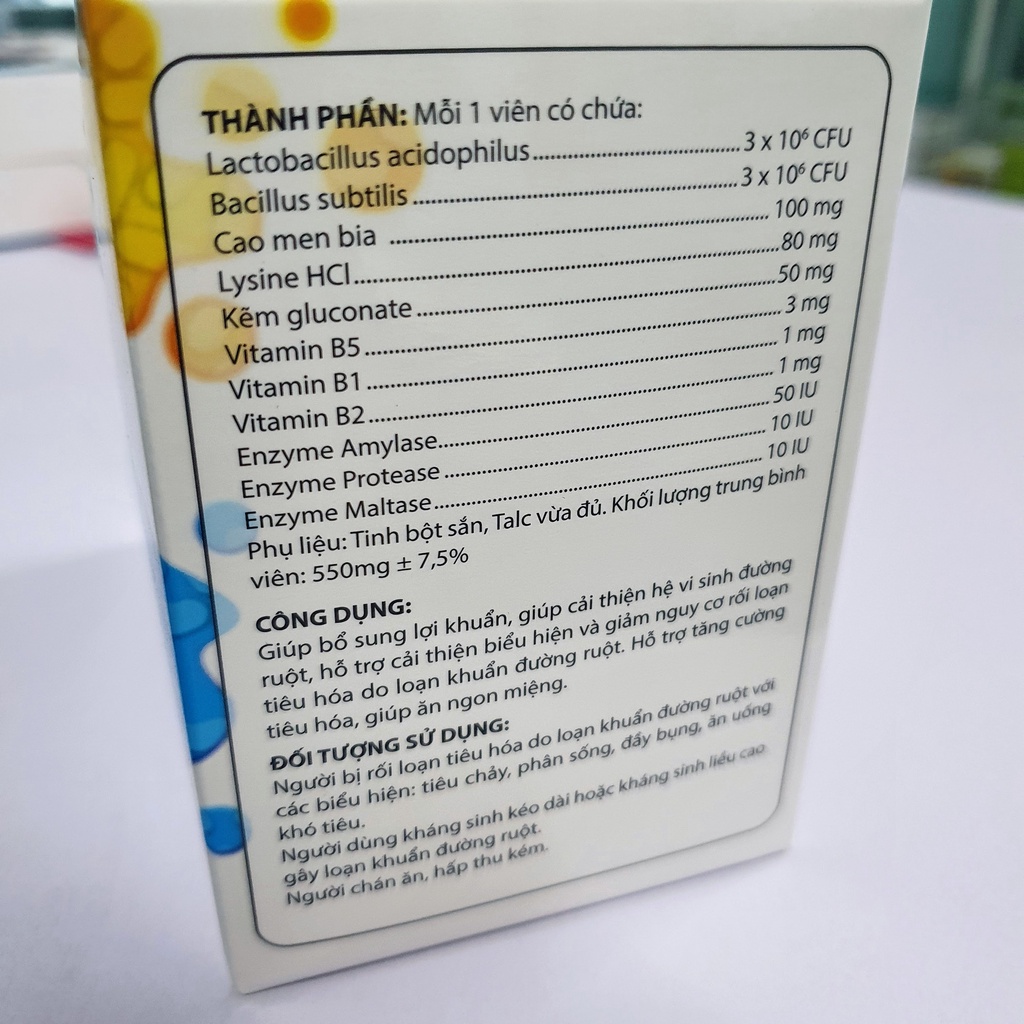 THÀNH PHẦN: Mỗi 1 viên có chứa:
Lactobacillus acidophilus.......... 3 x 10⁶ CFU
Bacillus subtilis .......... 3 x 10⁶ CFU
Cao men bia .......... 100 mg
Lysine HCl.......... 80 mg
Kẽm gluconate .......... 50 mg
Vitamin B5 .......... 3 mg
Vitamin B1 .......... 1 mg
Vitamin B2 .......... 1 mg
Enzyme Amylase.......... 50 IU
Enzyme Protease .......... 10 IU
Enzyme Maltase .......... 10 IU
Phụ liệu: Tinh bột sắn, Talc vừa đủ. Khối lượng trung bình
viên: 550mg ± 7,5%
CÔNG DỤNG:
Giúp bổ sung lợi khuẩn, giúp cải thiện hệ vi sinh đường
ruột, hỗ trợ cải thiện biểu hiện và giảm nguy cơ rối loạn
tiêu hóa do loạn khuẩn đường ruột. Hỗ trợ tăng cường
tiêu hóa, giúp ăn ngon miệng.
ĐỐI TƯỢNG SỬ DỤNG:
Người bị rối loạn tiêu hóa do loạn khuẩn đường ruột với
các biểu hiện: tiêu chảy, phân sống, đầy bụng, ăn uống
khó tiêu.
Người dùng kháng sinh kéo dài hoặc kháng sinh liều cao
gây loạn khuẩn đường ruột.
Người chán ăn, hấp thu kém.